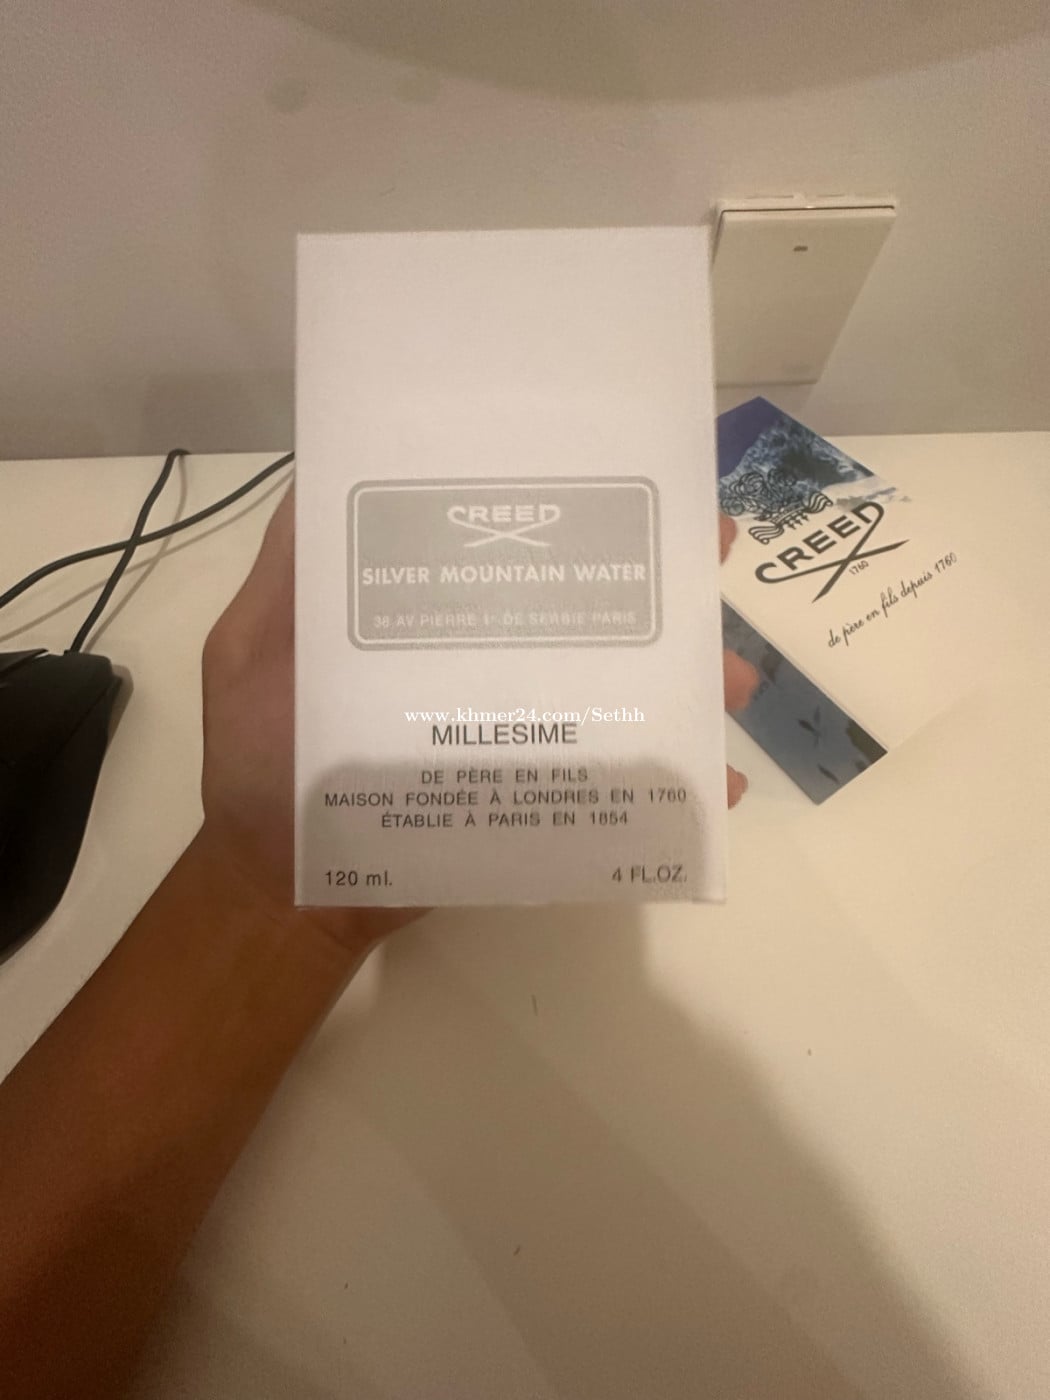 CREED
SILVER MOUNTAIN WATER
38 AV PIERRE 1ER DE SERBIE PARIS
www.khmer24.com/Sethh
MILLESIME
DE PÈRE EN FILS
MAISON FONDÉE À LONDRES EN 1760
ÉTABLIE À PARIS EN 1854
120 ml.
4 FL.OZ.
CREED
1760
de père en fils depuis 1760